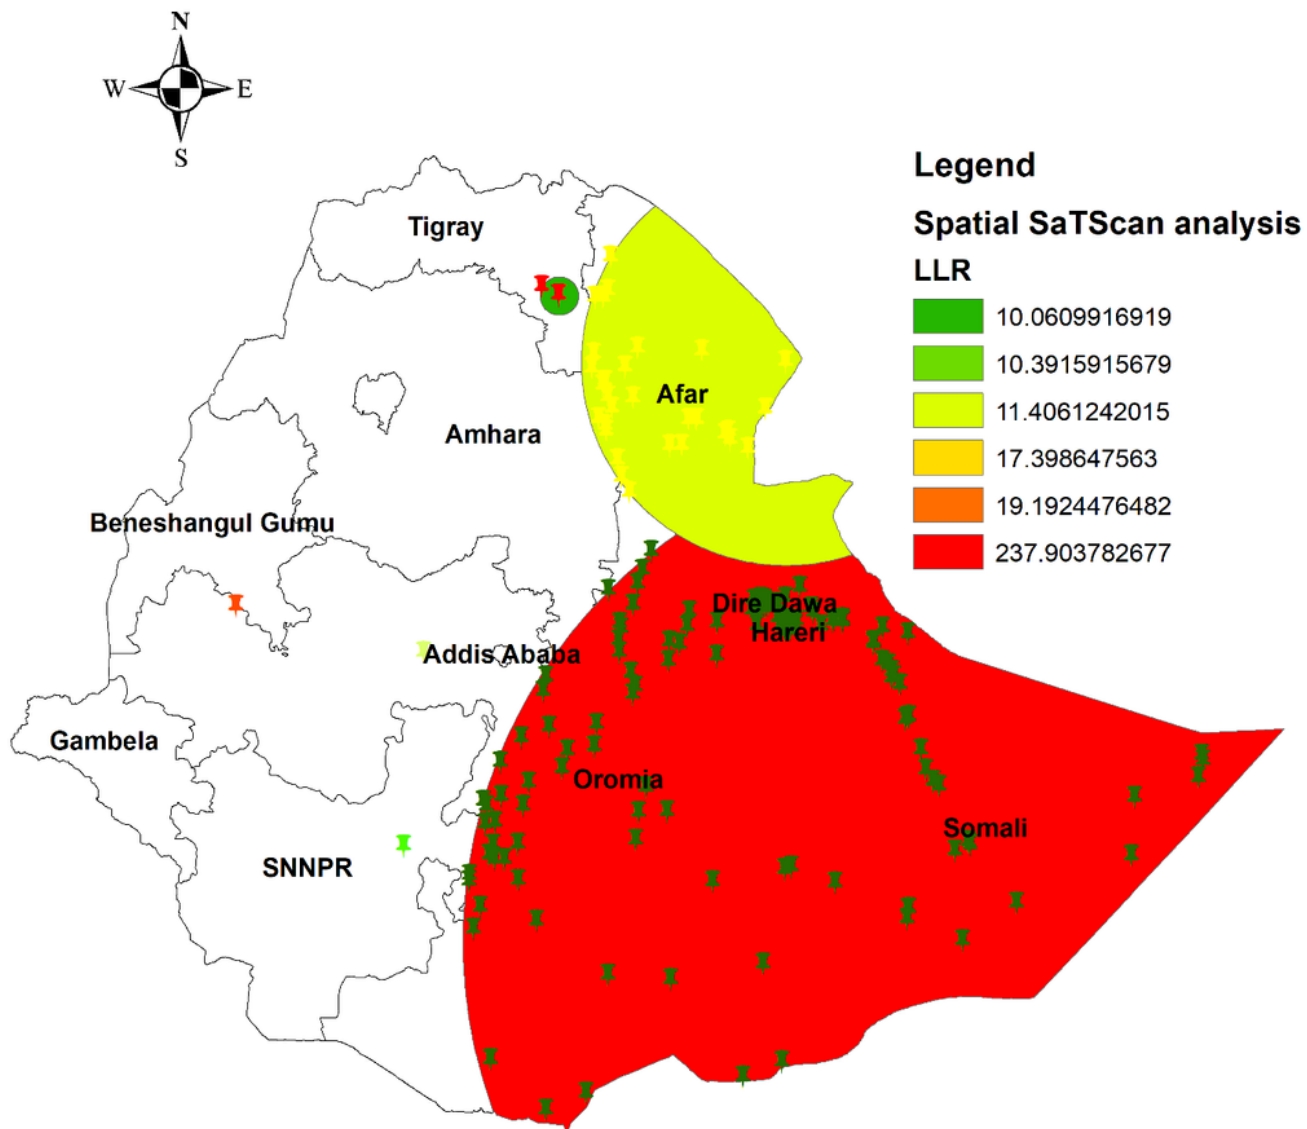 N
W E
S
Legend
Spatial SaTScan analysis
LLR
10.0609916919
10.3915915679
11.4061242015
17.398647563
19.1924476482
237.903782677
Tigray
Afar
Amhara
Beneshangul Gumu
Dire Dawa
Hareri
Addis Ababa
Gambela
Oromia
Somali
SNNPR